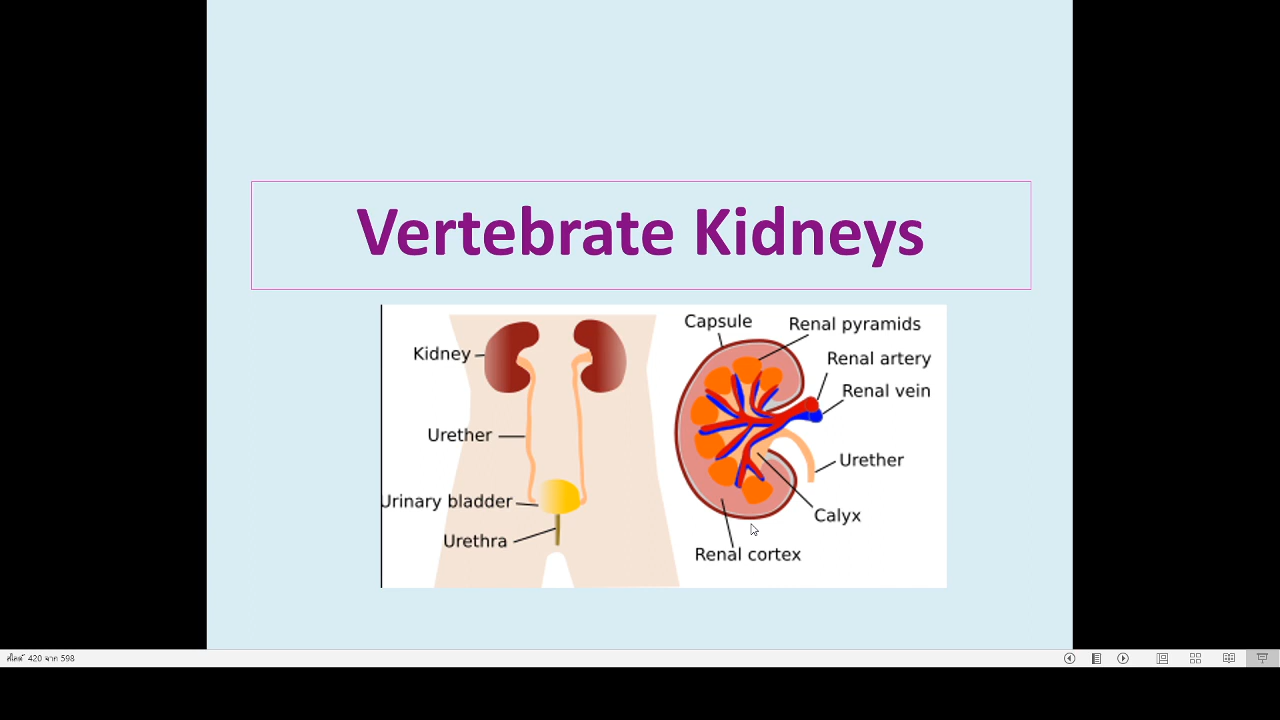 Vertebrate Kidneys
Kidney
Urether
Urinary bladder
Urethra
Capsule
Renal pyramids
Renal artery
Renal vein
Urether
Calyx
Renal cortex
สไลด์ 420 จาก 598